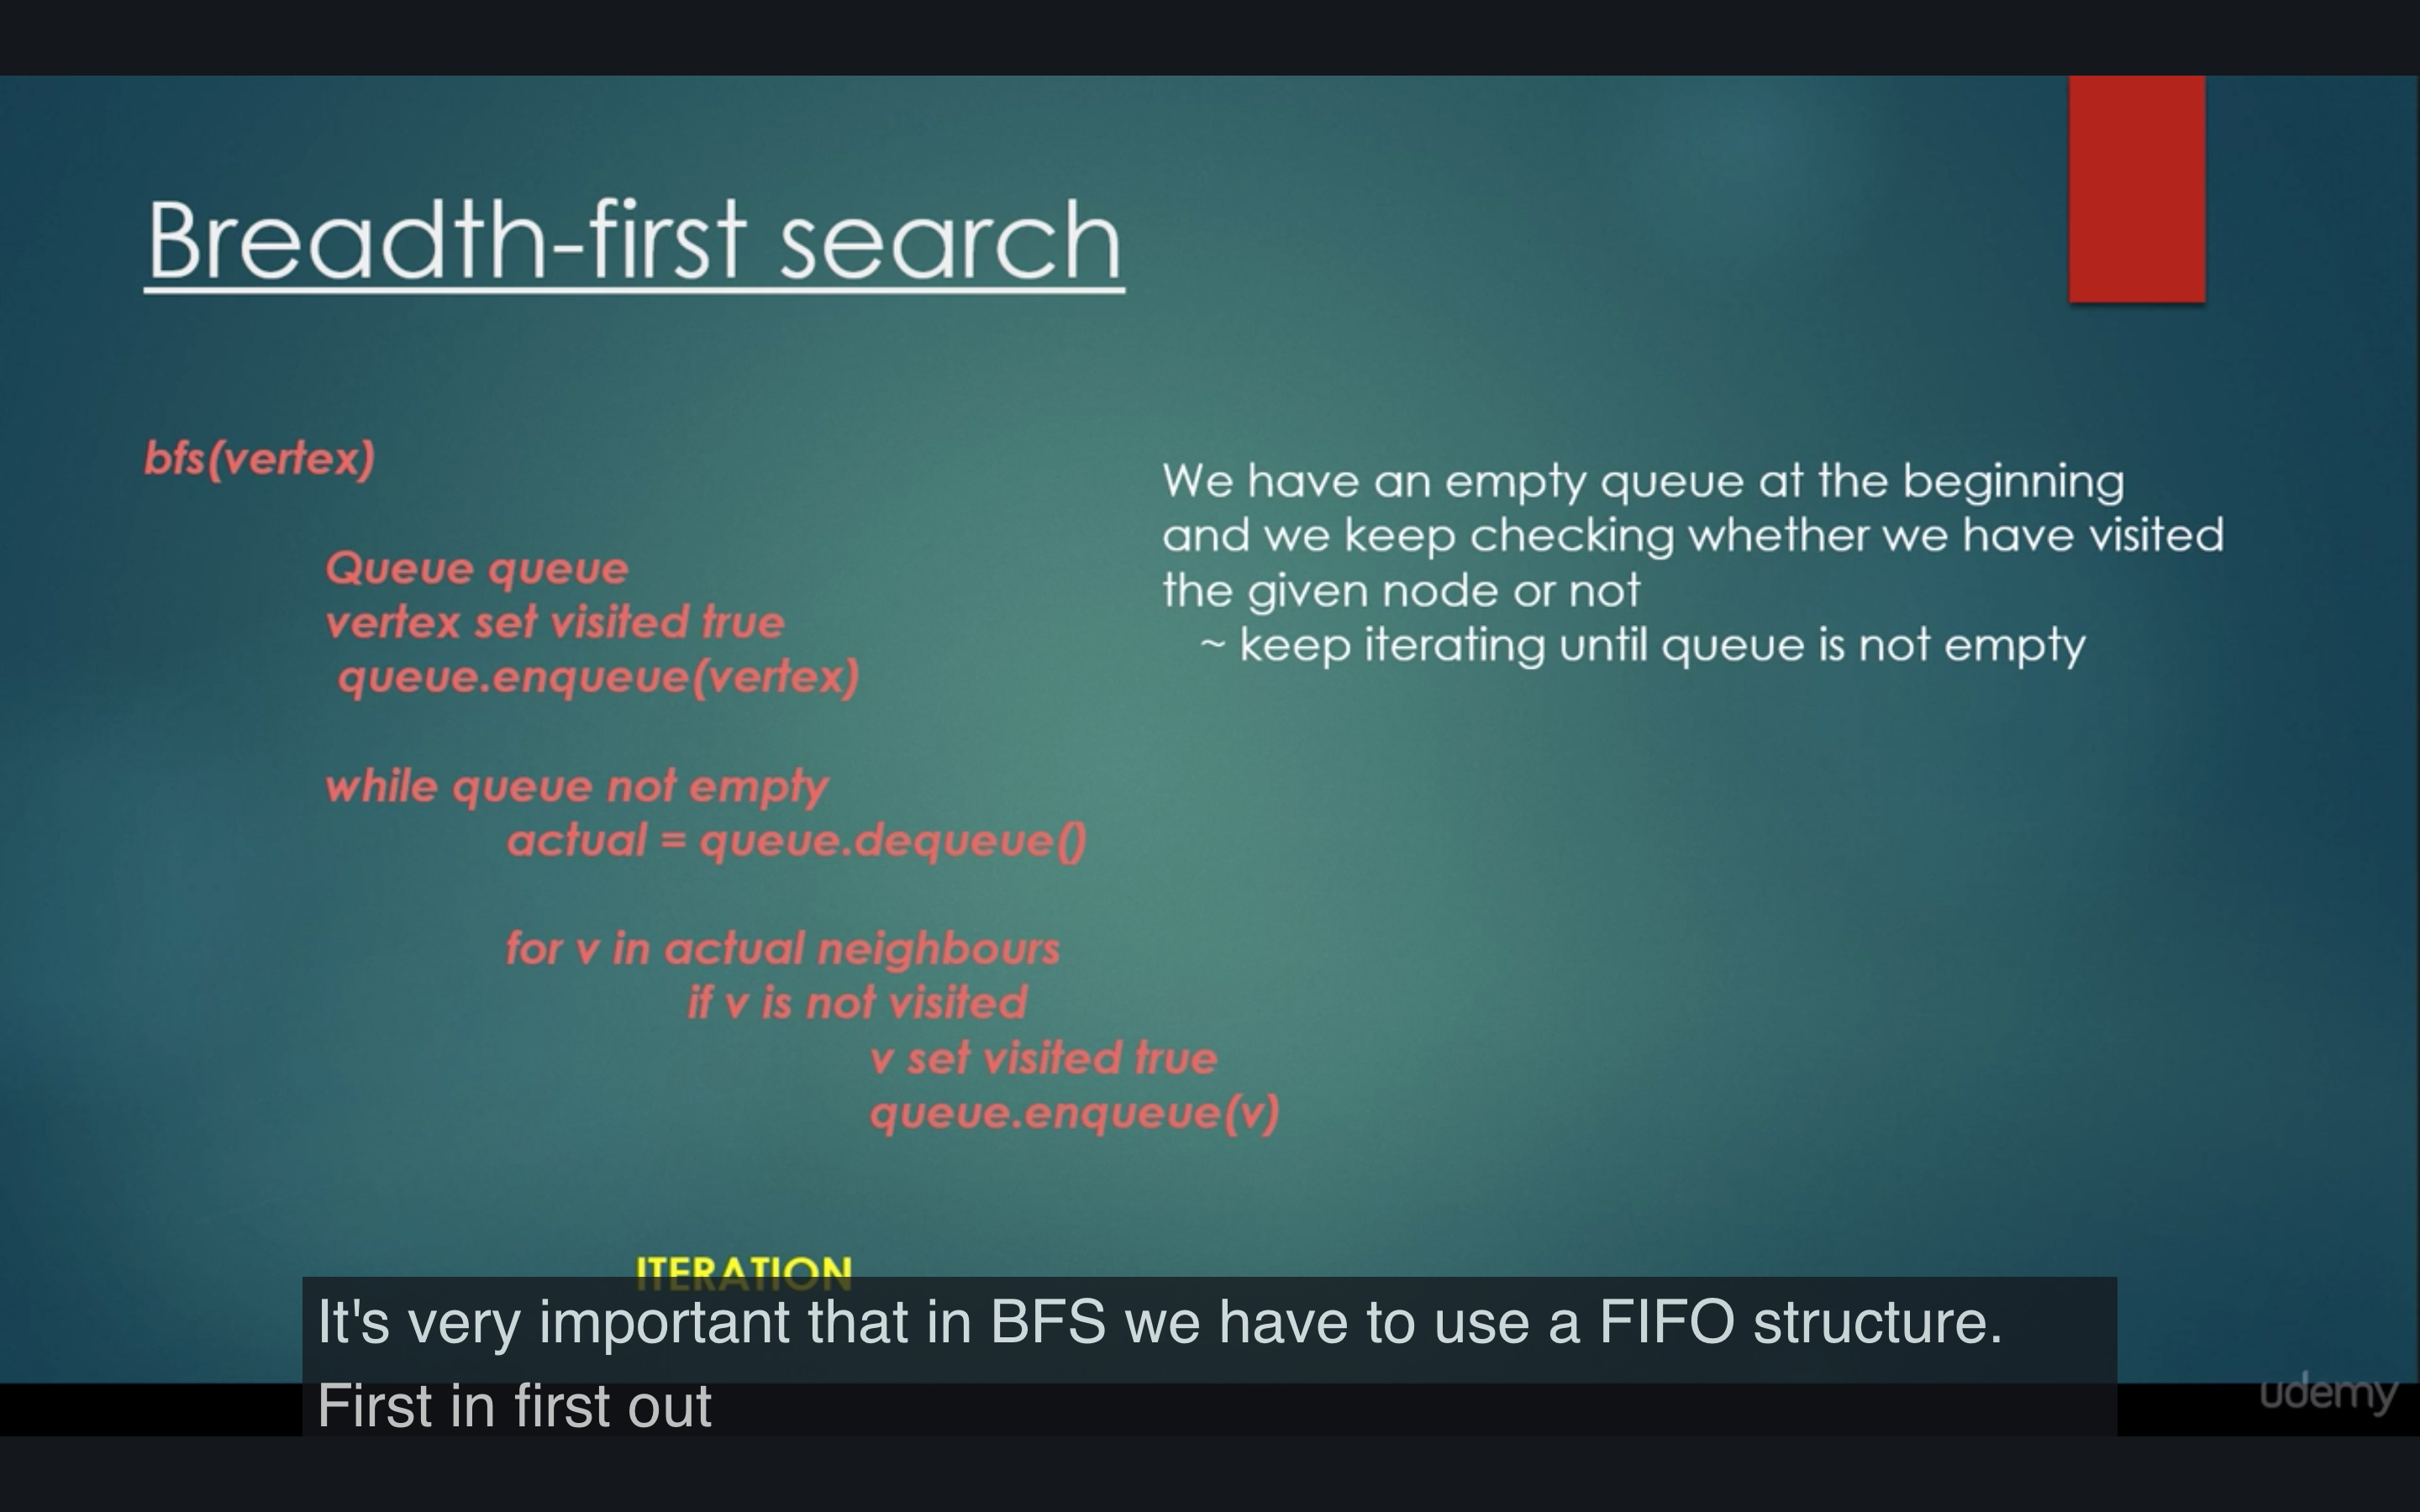 Breadth-first search
bfs(vertex)
Queue queue
vertex set visited true
queue.enqueue(vertex)
while queue not empty
actual = queue.dequeue()
for v in actual neighbours
if v is not visited
v set visited true
queue.enqueue(v)
We have an empty queue at the beginning
and we keep checking whether we have visited
the given node or not
~ keep iterating until queue is not empty
ITERATION
It's very important that in BFS we have to use a FIFO structure.
First in first out
udemy